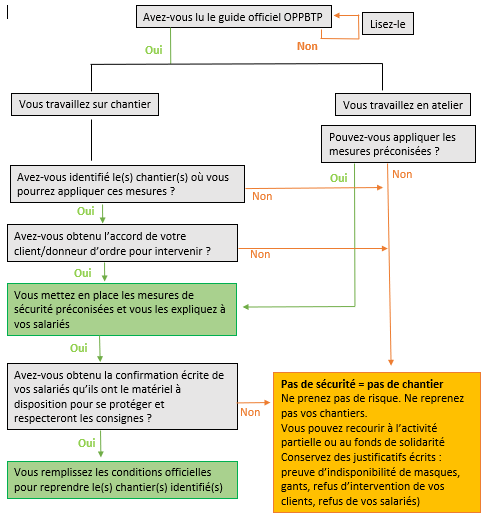 Avez-vous lu le guide officiel OPPBTP
Lisez-le
Non
Oui
Vous travaillez sur chantier
Vous travaillez en atelier
Pouvez-vous appliquer les
mesures préconisées ?
Oui
Non
Avez-vous identifié le(s) chantier(s) où vous
pourrez appliquer ces mesures ?
Non
Oui
Avez-vous obtenu l’accord de votre
client/donneur d’ordre pour intervenir ?
Non
Oui
Vous mettez en place les mesures de
sécurité préconisées et vous les expliquez à
vos salariés
Oui
Avez-vous obtenu la confirmation écrite de
vos salariés qu’ils ont le matériel à
disposition pour se protéger et
respecteront les consignes ?
Non
Oui
Vous remplissez les conditions officielles
pour reprendre le(s) chantier(s) identifié(s)
Pas de sécurité = pas de chantier
Ne prenez pas de risque. Ne reprenez
pas vos chantiers.
Vous pouvez recourir à l’activité
partielle ou au fonds de solidarité
Conservez des justificatifs écrits :
preuve d’indisponibilité de masques,
gants, refus d’intervention de vos
clients, refus de vos salariés)